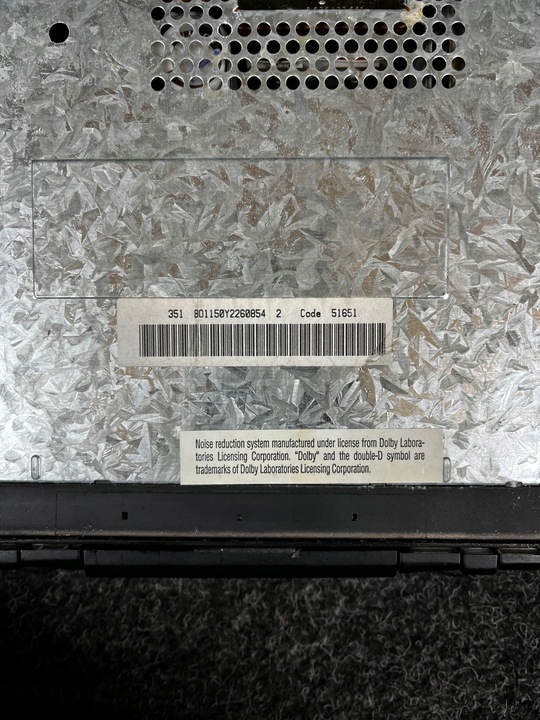 351 801150Y2260854 2 Code 51651
Noise reduction system manufactured under license from Dolby Labora-
tories Licensing Corporation. "Dolby" and the double-D symbol are
trademarks of Dolby Laboratories Licensing Corporation.